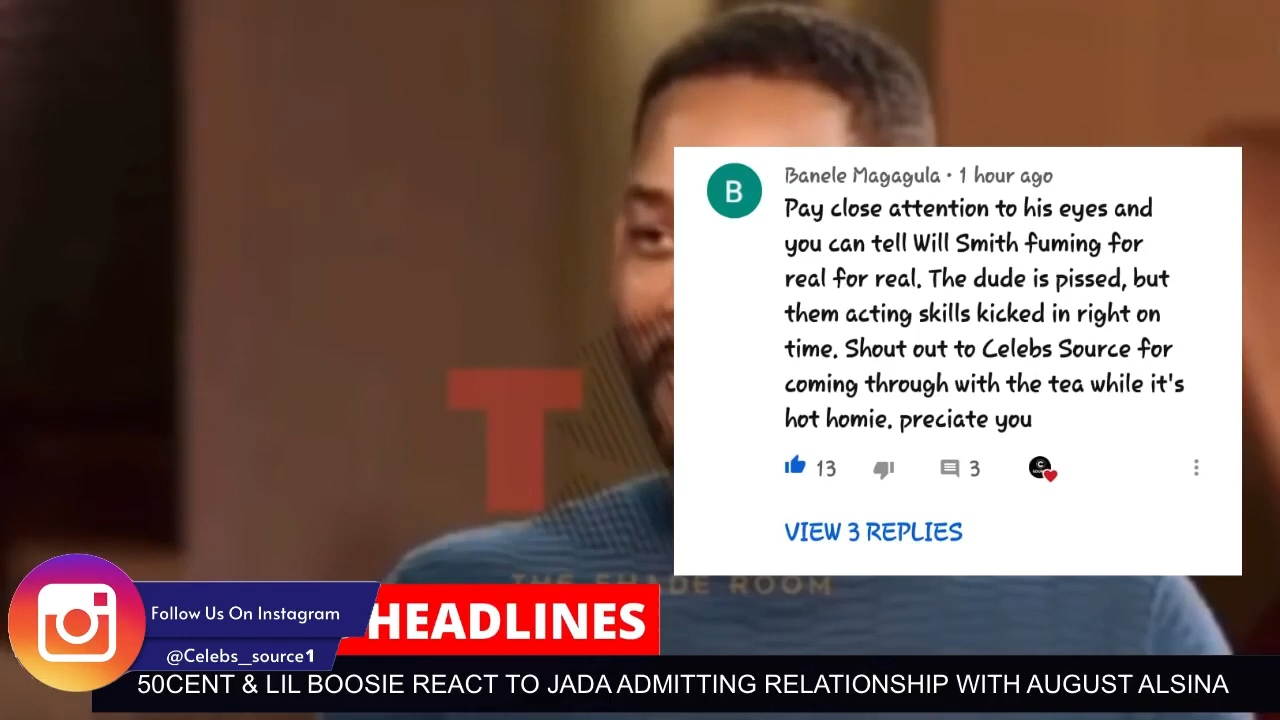 B
Banele Magagula • 1 hour ago
Pay close attention to his eyes and
you can tell Will Smith fuming for
real for real. The dude is pissed, but
them acting skills kicked in right on
time. Shout out to Celebs Source for
coming through with the tea while it's
hot homie. preciate you
13
3
VIEW 3 REPLIES
T
THE SHADE ROOM
HEADLINES
Follow Us On Instagram
@Celebs_source1
50CENT & LIL BOOSIE REACT TO JADA ADMITTING RELATIONSHIP WITH AUGUST ALSINA